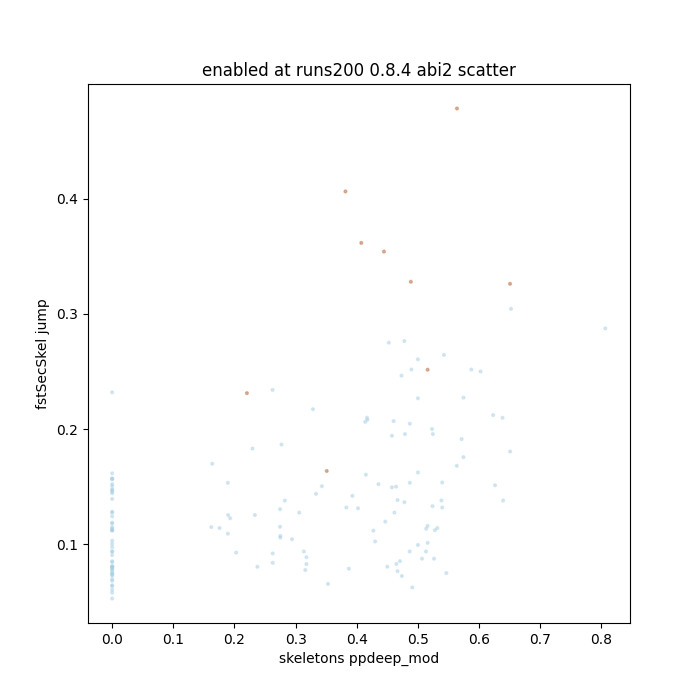 enabled at runs200 0.8.4 abi2 scatter
0.4
0.3
0.2
0.1
fstSecSkel jump
0.0 0.1 0.2 0.3 0.4 0.5 0.6 0.7 0.8
skeletons ppdeep_mod